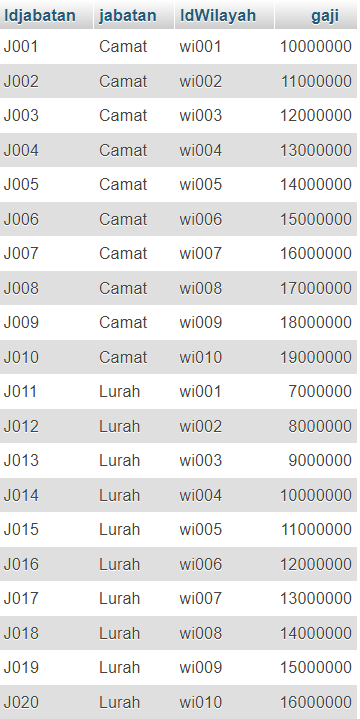 Idjabatan jabatan IdWilayah gaji
J001 Camat wi001 10000000
J002 Camat wi002 11000000
J003 Camat wi003 12000000
J004 Camat wi004 13000000
J005 Camat wi005 14000000
J006 Camat wi006 15000000
J007 Camat wi007 16000000
J008 Camat wi008 17000000
J009 Camat wi009 18000000
J010 Camat wi010 19000000
J011 Lurah wi001 7000000
J012 Lurah wi002 8000000
J013 Lurah wi003 9000000
J014 Lurah wi004 10000000
J015 Lurah wi005 11000000
J016 Lurah wi006 12000000
J017 Lurah wi007 13000000
J018 Lurah wi008 14000000
J019 Lurah wi009 15000000
J020 Lurah wi010 16000000